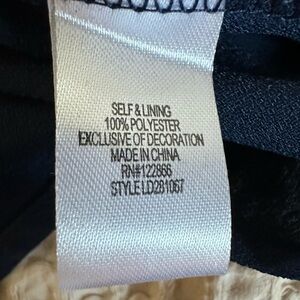 SELF & LINING
100% POLYESTER
EXCLUSIVE OF DECORATION
MADE IN CHINA
RN#122866
STYLE LD281067